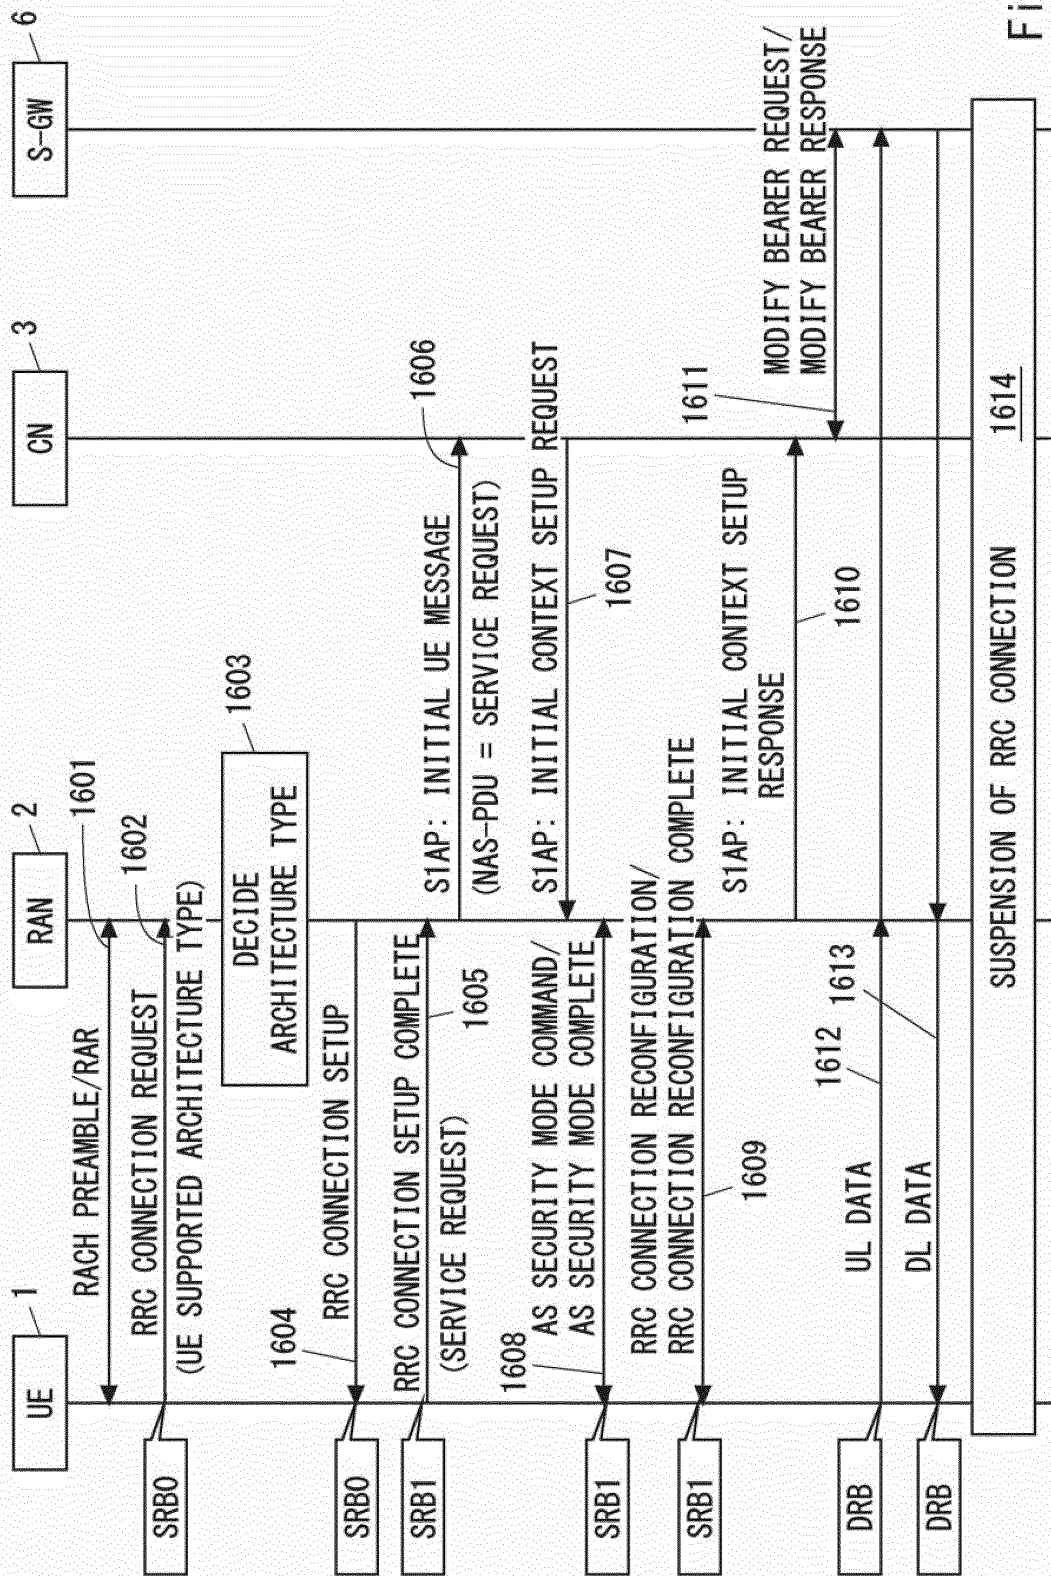 UE
1
RAN
2
CN
3
S-GW
6
RACH PREAMBLE/RAR
1601
SRB0
RRC CONNECTION REQUEST
(UE SUPPORTED ARCHITECTURE TYPE)
1602
DECIDE
ARCHITECTURE TYPE
1603
SRB0
1604
RRC CONNECTION SETUP
SRB1
RRC CONNECTION SETUP COMPLETE
(SERVICE REQUEST)
1605
S1AP: INITIAL UE MESSAGE
(NAS-PDU = SERVICE REQUEST)
1606
S1AP: INITIAL CONTEXT SETUP REQUEST
1607
SRB1
1608
AS SECURITY MODE COMMAND/
AS SECURITY MODE COMPLETE
SRB1
RRC CONNECTION RECONFIGURATION/
RRC CONNECTION RECONFIGURATION COMPLETE
1609
S1AP: INITIAL CONTEXT SETUP
RESPONSE
1610
1611
MODIFY BEARER REQUEST/
MODIFY BEARER RESPONSE
DRB
UL DATA
1612
DRB
DL DATA
1613
SUSPENSION OF RRC CONNECTION
1614